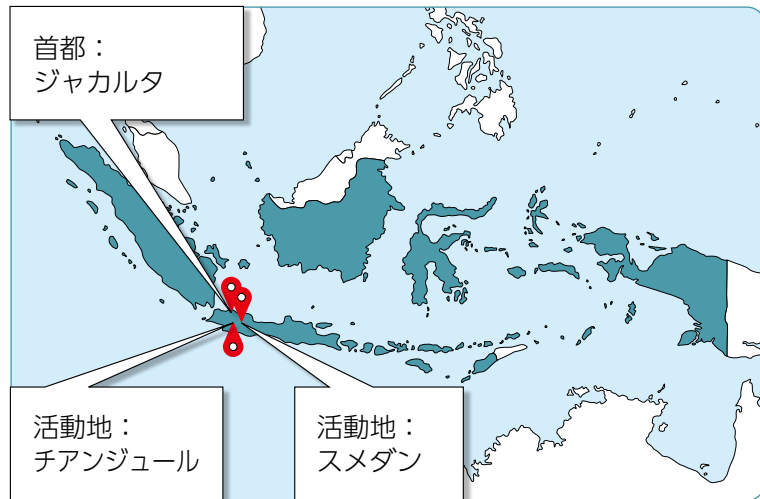 首都：
ジャカルタ
活動地：
チアンジュール
活動地：
スメダン